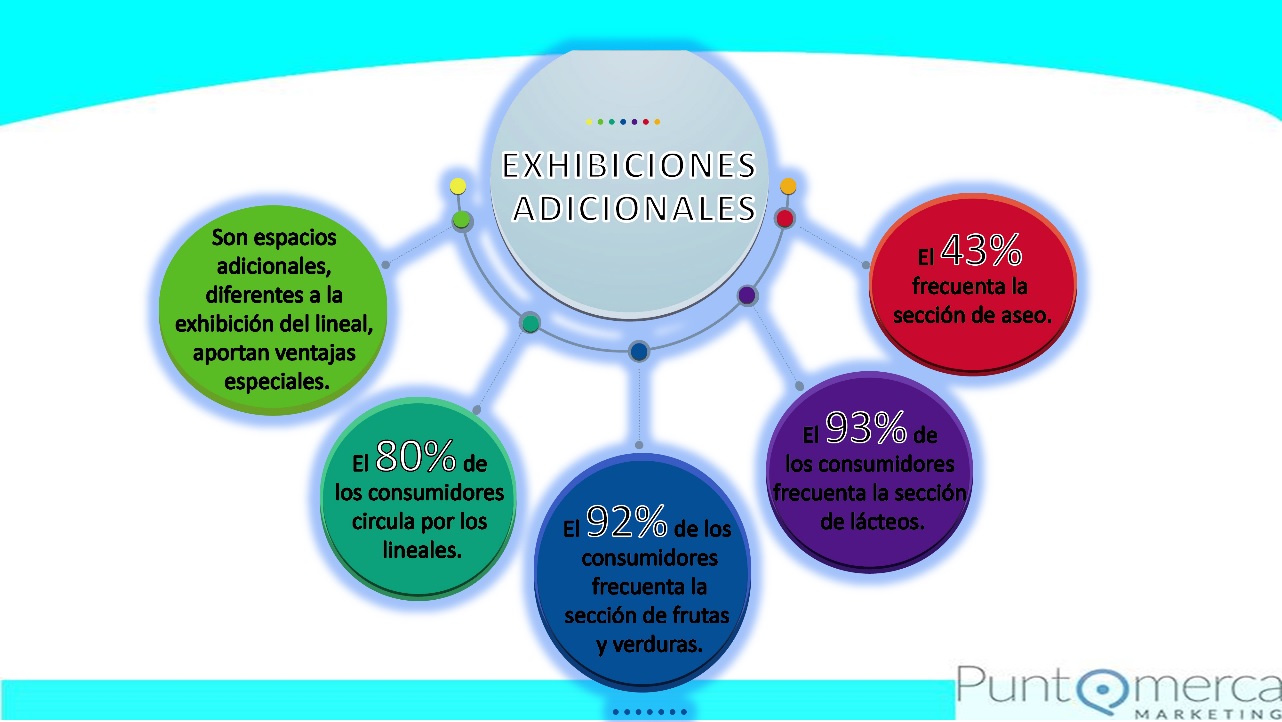 EXHIBICIONES
ADICIONALES
Son espacios
adicionales,
diferentes a la
exhibición del lineal,
aportan ventajas
especiales.
El 80% de
los consumidores
circula por los
lineales.
El 92% de los
consumidores
frecuenta la
sección de frutas
y verduras.
El 93% de
los consumidores
frecuenta la sección
de lácteos.
El 43%
frecuenta la
sección de aseo.
Puntomerca
MARKETING